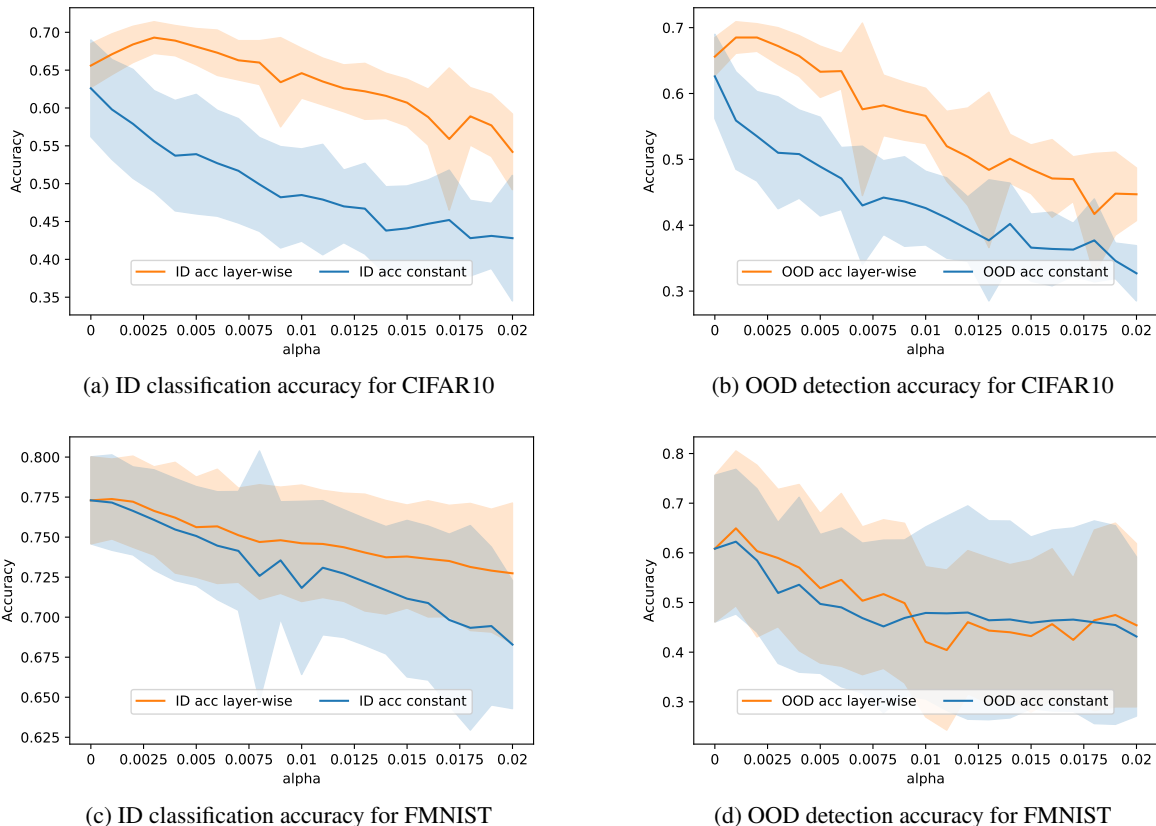 0.70
0.65
0.60
0.55
0.50
0.45
0.40
0.35
Accuracy
ID acc layer-wise ID acc constant
0 0.0025 0.005 0.0075 0.01 0.0125 0.015 0.0175 0.02
alpha
(a) ID classification accuracy for CIFAR10
0.7
0.6
0.5
0.4
0.3
Accuracy
OOD acc layer-wise OOD acc constant
0 0.0025 0.005 0.0075 0.01 0.0125 0.015 0.0175 0.02
alpha
(b) OOD detection accuracy for CIFAR10
0.800
0.775
0.750
0.725
0.700
0.675
0.650
0.625
Accuracy
ID acc layer-wise ID acc constant
0 0.0025 0.005 0.0075 0.01 0.0125 0.015 0.0175 0.02
alpha
(c) ID classification accuracy for FMNIST
0.8
0.7
0.6
0.5
0.4
0.3
Accuracy
OOD acc layer-wise OOD acc constant
0 0.0025 0.005 0.0075 0.01 0.0125 0.015 0.0175 0.02
alpha
(d) OOD detection accuracy for FMNIST